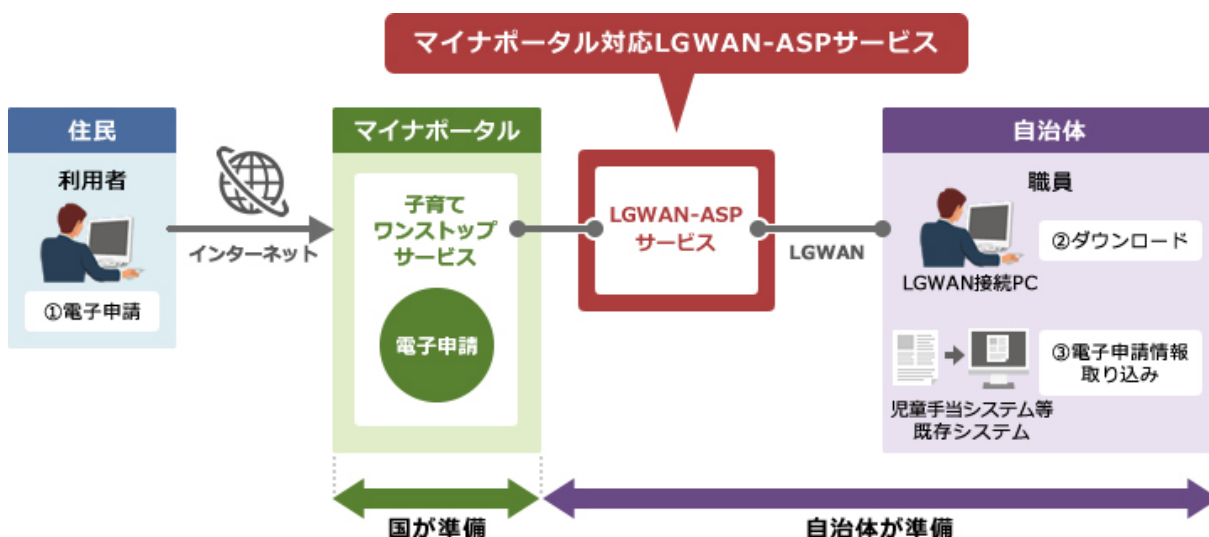 マイナポータル対応LGWAN-ASPサービス
住民
利用者
①電子申請
インターネット
マイナポータル
子育て
ワンストップ
サービス
電子申請
LGWAN-ASP
サービス
LGWAN
自治体
職員
②ダウンロード
LGWAN接続PC
③電子申請情報
取り込み
児童手当システム等
既存システム
国が準備
自治体が準備